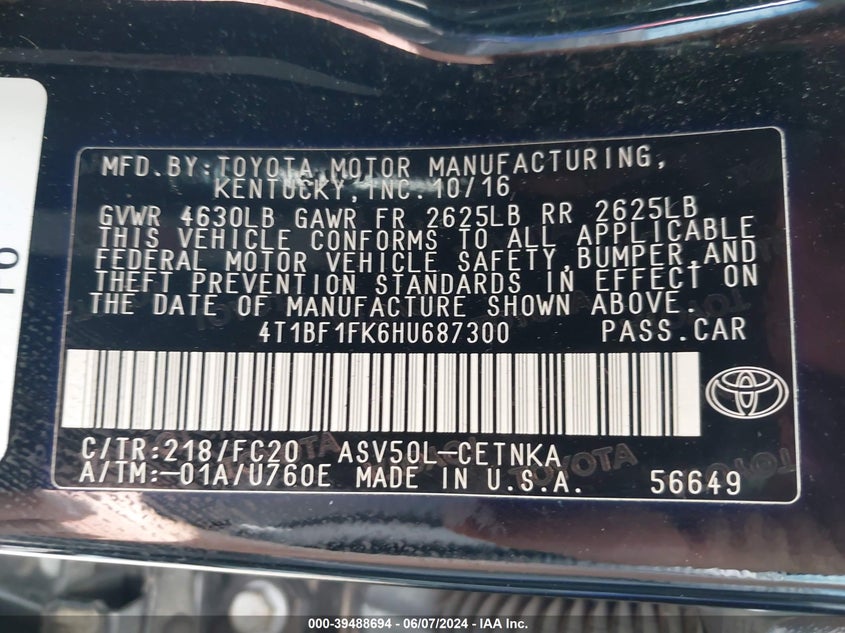 MFD.BY:TOYOTA MOTOR MANUFACTURING,
KENTUCKY,INC.10/16
GVWR 4630LB GAWR FR 2625LB RR 2625LB
THIS VEHICLE CONFORMS TO ALL APPLICABLE
FEDERAL MOTOR VEHICLE SAFETY,BUMPER,AND
THEFT PREVENTION STANDARDS IN EFFECT ON
THE DATE OF MANUFACTURE SHOWN ABOVE.
4T1BF1FK6HU687300 PASS.CAR
C/TR:218/FC20 ASV50L-CETNKA
A/TM:-01A/U760E MADE IN U.S.A. 56649
TOYOTA
000-39488694 - 06/07/2024 - IAA Inc.